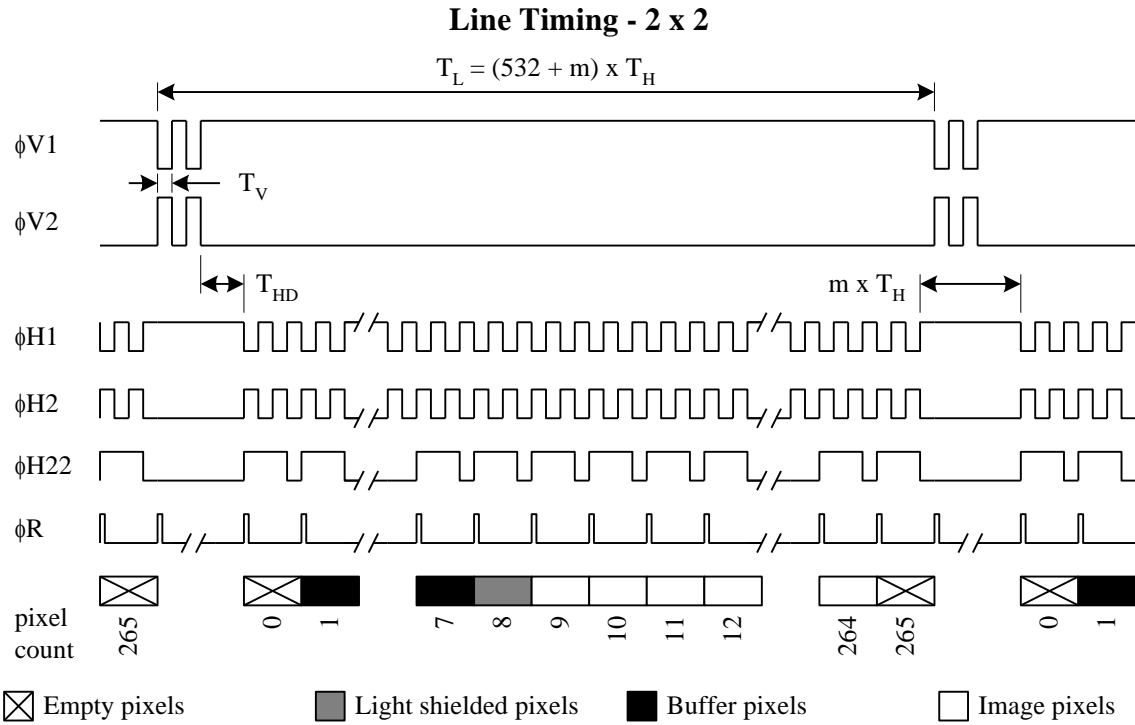 Line Timing - 2 x 2
T_L = (532 + m) x T_H
ϕV1
T_V
ϕV2
T_HD
m x T_H
ϕH1
ϕH2
ϕH22
ϕR
pixel count
265 0 1 7 8 9 10 11 12 264 265 0 1
Empty pixels Light shielded pixels Buffer pixels Image pixels